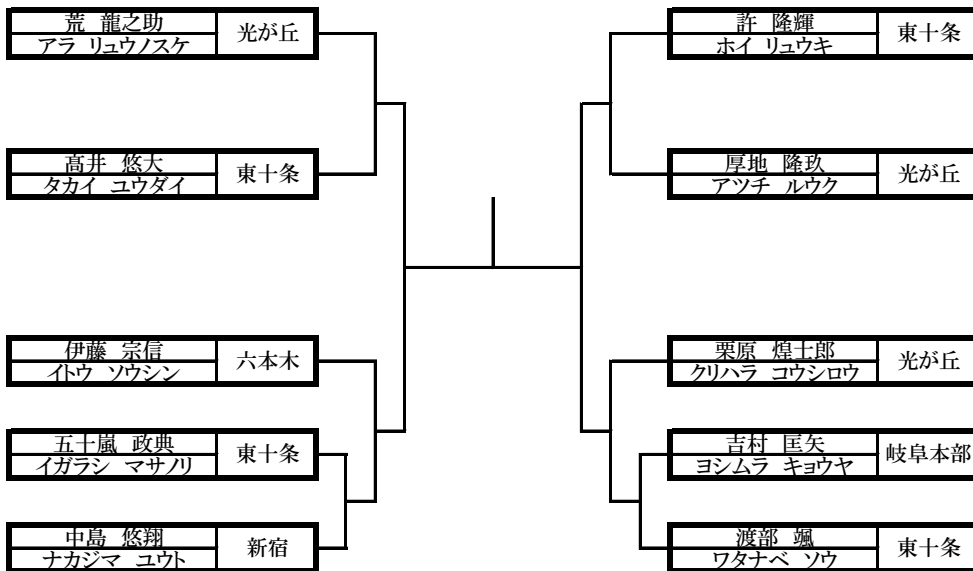 荒 龍之助
アラ リュウノスケ
光が丘
髙井 悠大
タカイ ユウダイ
東十条
伊藤 宗信
イトウ ソウシン
六本木
五十嵐 政典
イガラシ マサノリ
東十条
中島 悠翔
ナカジマ ユウト
新宿
許 隆輝
ホイ リュウキ
東十条
厚地 隆玖
アツチ ルウク
光が丘
栗原 煌士郎
クリハラ コウシロウ
光が丘
吉村 匡矢
ヨシムラ キョウヤ
岐阜本部
渡部 颯
ワタナベ ソウ
東十条